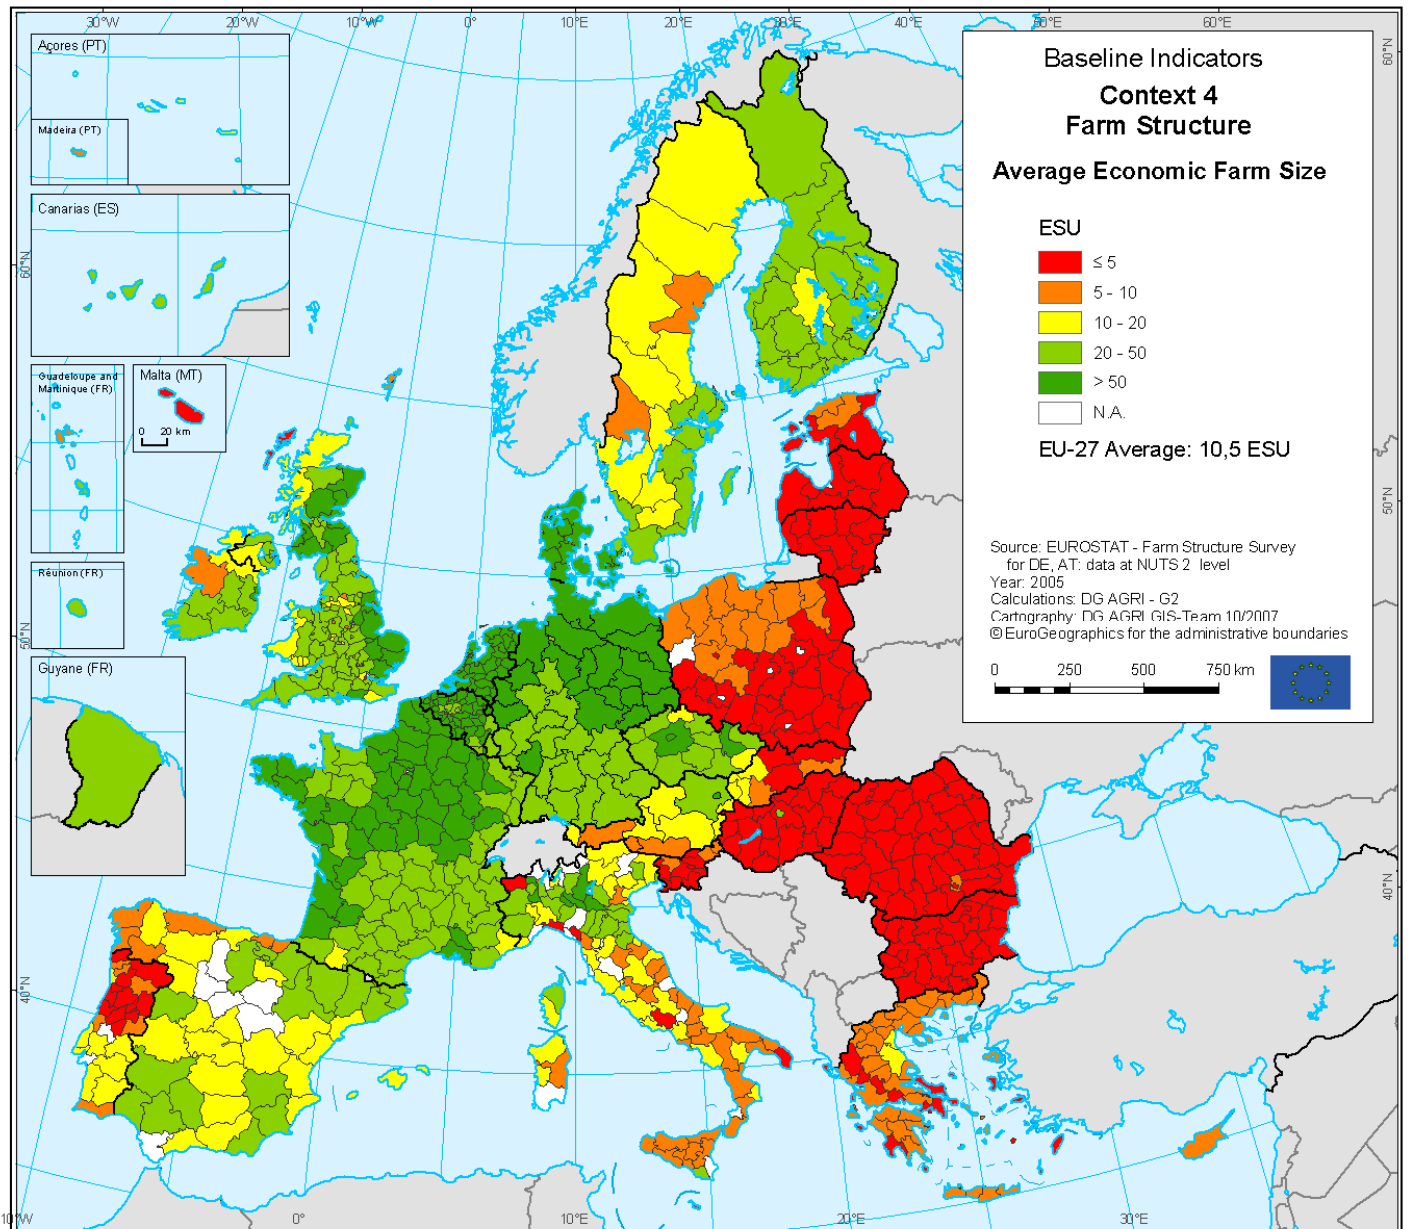 30°W 20°W 10°W 0° 10°E 20°E 40°E 50°E 60°E
Açores (PT)
Madeira (PT)
Canarias (ES)
Guadeloupe and
Martinique (FR)
Malta (MT)
0 20 km
Réunion (FR)
Guyane (FR)
Baseline Indicators
Context 4
Farm Structure
Average Economic Farm Size
ESU
≤ 5
5 - 10
10 - 20
20 - 50
> 50
N.A.
EU-27 Average: 10,5 ESU
Source: EUROSTAT - Farm Structure Survey
for DE, AT: data at NUTS 2 level
Year: 2005
Calculations: DG AGRI - G2
Cartography: DG AGRI GIS-Team 10/2007
© EuroGeographics for the administrative boundaries
0 250 500 750 km
60°N
50°N
40°N
60°N
50°N
40°N
10°W 0° 10°E 20°E 30°E